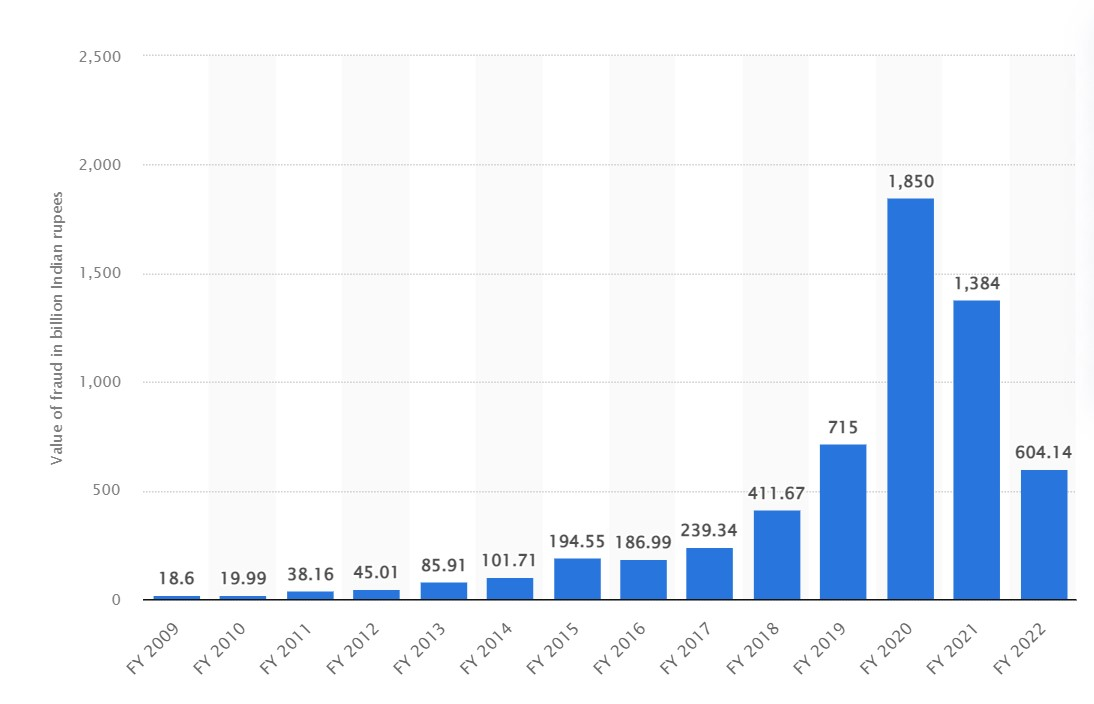 Value of fraud in billion Indian rupees
2,500
2,000
1,500
1,000
500
0
18.6
19.99
38.16
45.01
85.91
101.71
194.55
186.99
239.34
411.67
715
1,850
1,384
604.14
FY 2009
FY 2010
FY 2011
FY 2012
FY 2013
FY 2014
FY 2015
FY 2016
FY 2017
FY 2018
FY 2019
FY 2020
FY 2021
FY 2022